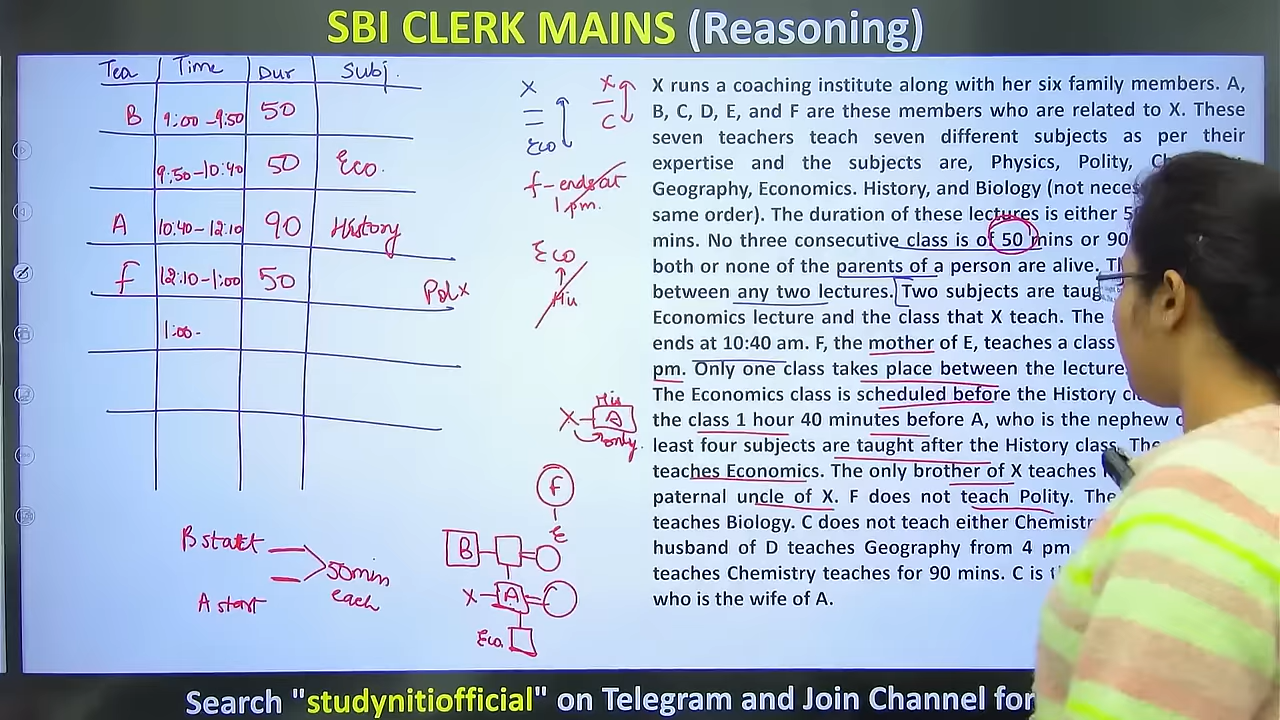 SBI CLERK MAINS (Reasoning)
Tea Time Dur Subj.
B 9:00-9:50 50
9:50-10:40 50 Eco.
A 10:40-12:10 90 History
F 12:10-1:00 50 Pol x
1:00-
X
Eco
X
C
f-ends at
1 pm.
Eco
His
His
X - A
only.
F
E
B
X - A
Eco.
B start
50 min
each
A start
X runs a coaching institute along with her six family members. A,
B, C, D, E, and F are these members who are related to X. These
seven teachers teach seven different subjects as per their
expertise and the subjects are, Physics, Polity,
Geography, Economics. History, and Biology (not
same order). The duration of these lectures is either
mins. No three consecutive class is of 50 mins or 90
both or none of the parents of a person are alive.
between any two lectures. Two subjects are
Economics lecture and the class that X teach. The
ends at 10:40 am. F, the mother of E, teaches a class
pm. Only one class takes place between the
The Economics class is scheduled before the History
the class 1 hour 40 minutes before A, who is the nephew
least four subjects are taught after the History class.
teaches Economics. The only brother of X teaches
paternal uncle of X. F does not teach Polity. The
teaches Biology. C does not teach either
husband of D teaches Geography from 4 pm
teaches Chemistry teaches for 90 mins. C is
who is the wife of A.
Search "studynitiofficial" on Telegram and Join Channel for